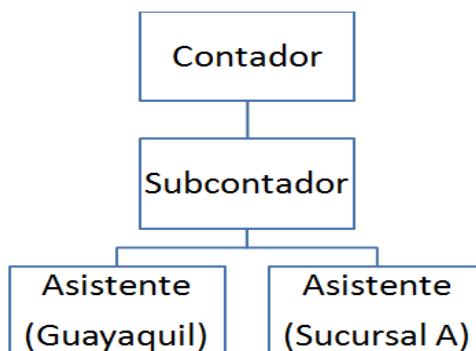 Contador
Subcontador
Asistente
(Guayaquil)
Asistente
(Sucursal A)